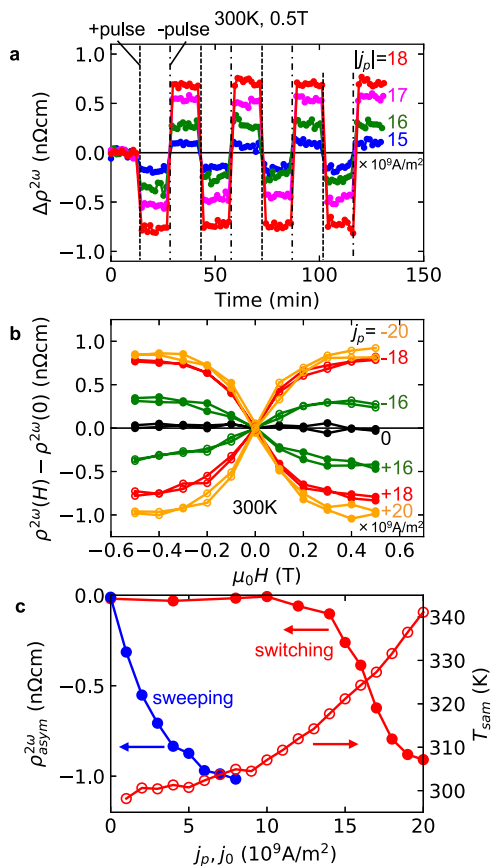 300K, 0.5T
+pulse
-pulse
a
|jₚ|=18
17
16
15
× 10⁹A/m²
1.0
0.5
0.0
−0.5
−1.0
Δρ²ω (nΩcm)
0
50
100
150
Time (min)
b
jₚ = -20
-18
-16
0
+16
+18
+20
× 10⁹A/m²
300K
1.0
0.5
0.0
−0.5
−1.0
ρ²ω(H) − ρ²ω(0) (nΩcm)
−0.6
−0.4
−0.2
0.0
0.2
0.4
0.6
μ₀H (T)
c
switching
sweeping
0.0
−0.5
−1.0
ρ²ωasym (nΩcm)
340
330
320
310
300
Tsam (K)
0
5
10
15
20
jₚ, j₀ (10⁹A/m²)